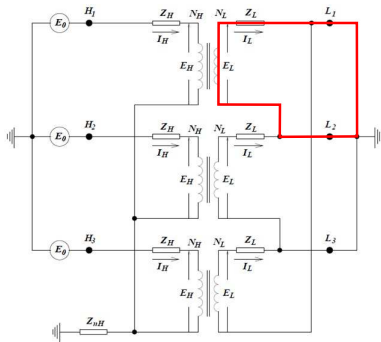 H1 ZH NH NL ZL L1
E0
IH IL
EH EL
H2 ZH NH NL ZL L2
E0
IH IL
EH EL
H3 ZH NH NL ZL L3
E0
IH IL
EH EL
ZnH